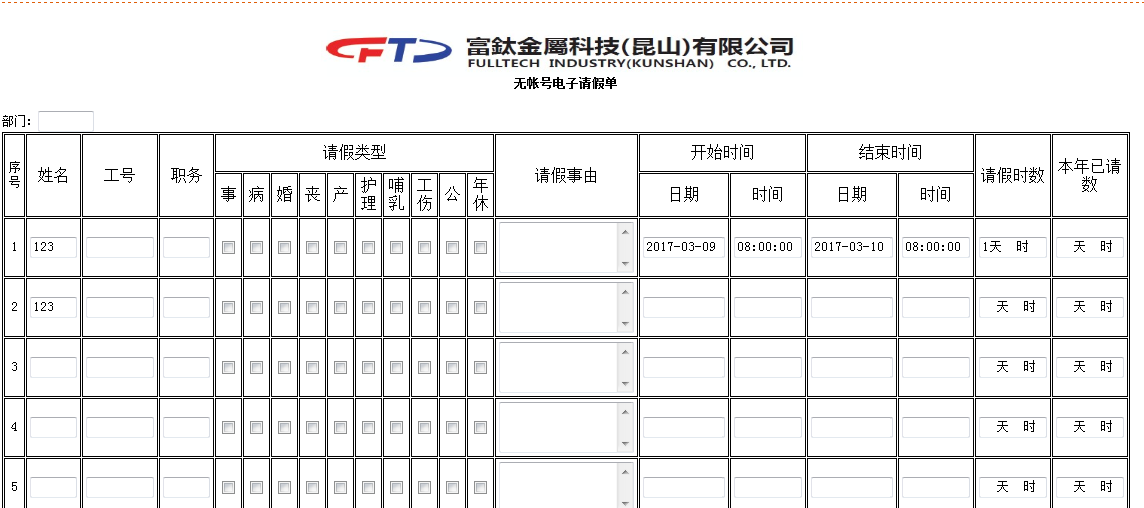 FTC 富鈦金屬科技(昆山)有限公司
FULLTECH INDUSTRY(KUNSHAN) CO., LTD.
无帐号电子请假单
部门:
序号 姓名 工号 职务 请假类型 请假事由 开始时间 结束时间 请假时数 本年已请数
事 病 婚 丧 产 护理 哺乳 工伤 公 年休 日期 时间 日期 时间
1 123 2017-03-09 08:00:00 2017-03-10 08:00:00 1天 时 天 时
2 123 天 时 天 时
3 天 时 天 时
4 天 时 天 时
5 天 时 天 时